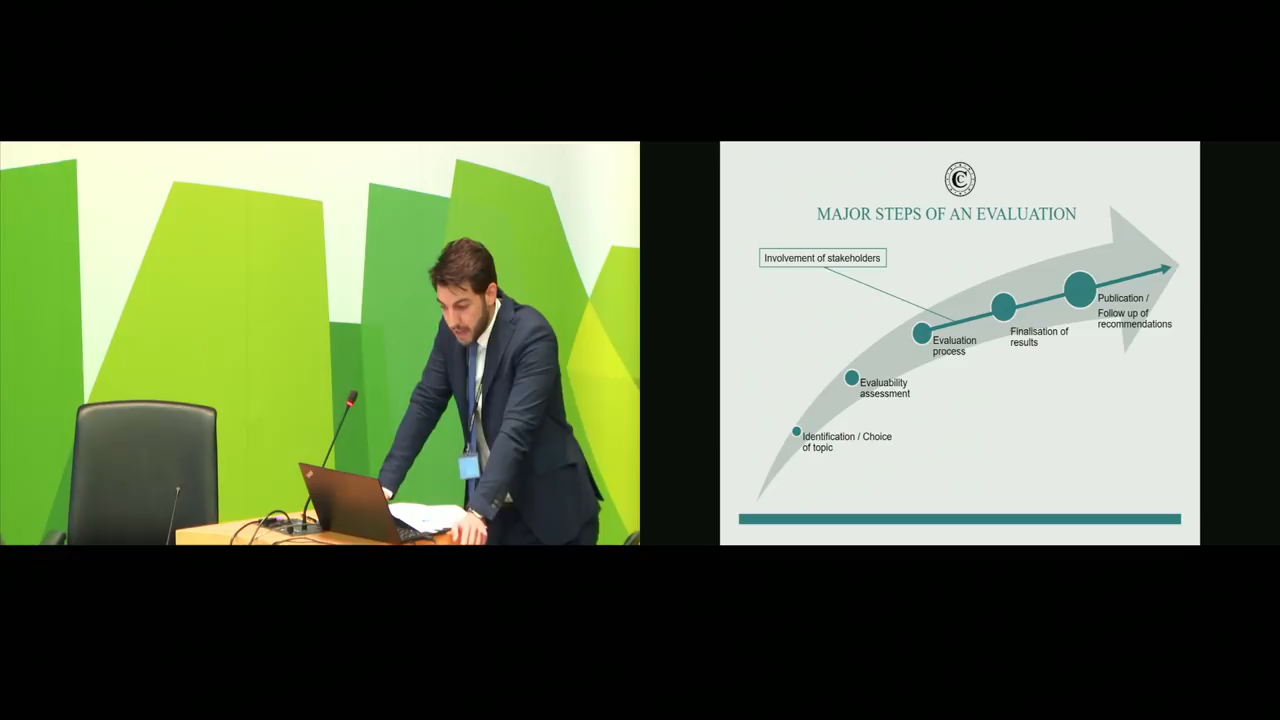 MAJOR STEPS OF AN EVALUATION
Involvement of stakeholders
Publication /
Follow up of
recommendations
Finalisation of
results
Evaluation
process
Evaluability
assessment
Identification / Choice
of topic